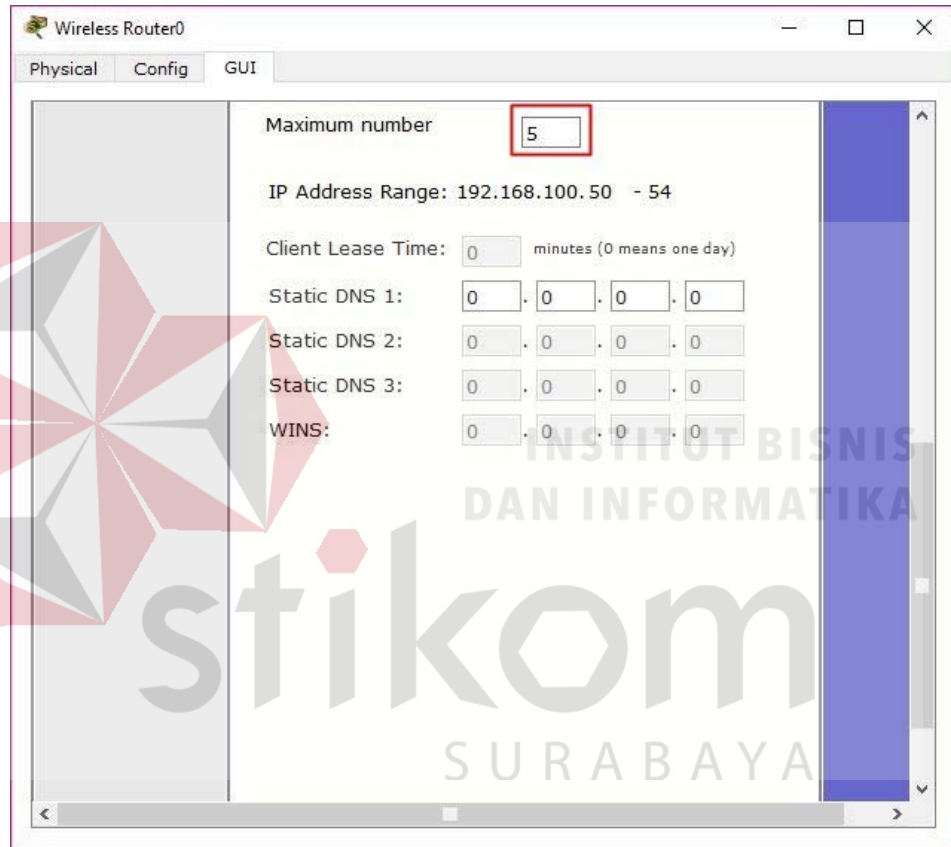 Wireless Router0
Physical Config GUI
Maximum number 5
IP Address Range: 192.168.100.50 - 54
Client Lease Time: 0 minutes (0 means one day)
Static DNS 1: 0 . 0 . 0 . 0
Static DNS 2: 0 . 0 . 0 . 0
Static DNS 3: 0 . 0 . 0 . 0
WINS: 0 . 0 . 0 . 0
INSTITUT BISNIS
DAN INFORMATIKA
stikom
SURABAYA